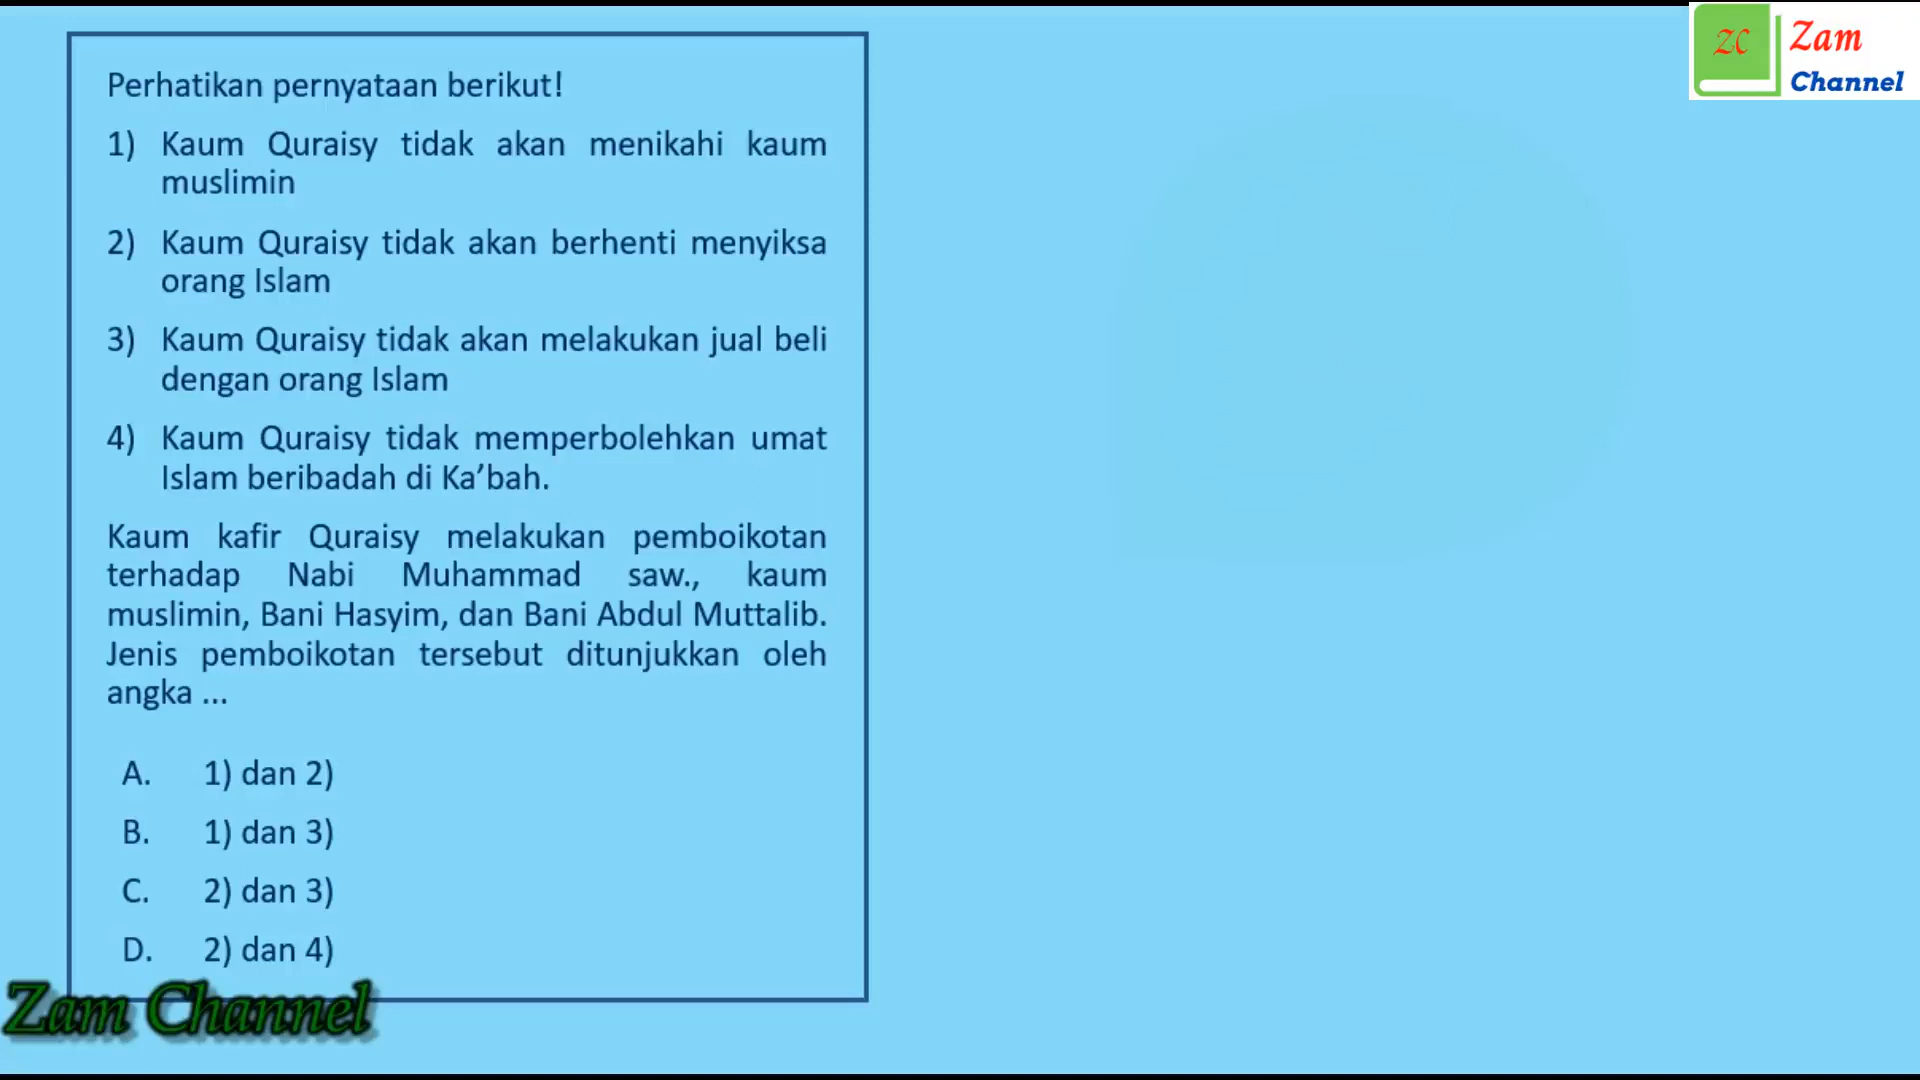 ZC
Zam
Channel
Perhatikan pernyataan berikut!
1) Kaum Quraisy tidak akan menikahi kaum
muslimin
2) Kaum Quraisy tidak akan berhenti menyiksa
orang Islam
3) Kaum Quraisy tidak akan melakukan jual beli
dengan orang Islam
4) Kaum Quraisy tidak memperbolehkan umat
Islam beribadah di Ka’bah.
Kaum kafir Quraisy melakukan pemboikotan
terhadap Nabi Muhammad saw., kaum
muslimin, Bani Hasyim, dan Bani Abdul Muttalib.
Jenis pemboikotan tersebut ditunjukkan oleh
angka ...
A. 1) dan 2)
B. 1) dan 3)
C. 2) dan 3)
D. 2) dan 4)
Zam Channel